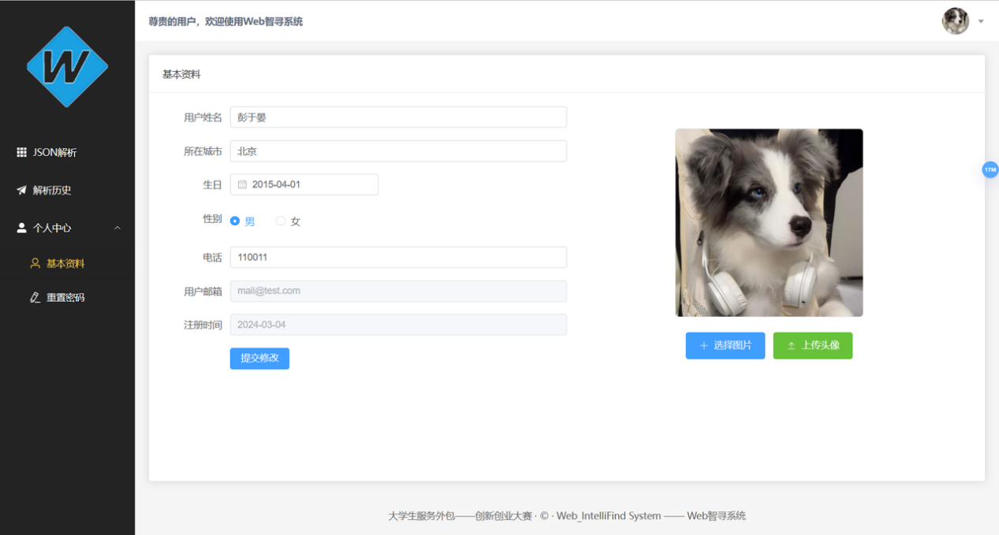 尊贵的用户，欢迎使用Web智寻系统
W
JSON解析
解析历史
个人中心
基本资料
重置密码
基本资料
用户姓名 彭于晏
所在城市 北京
生日 2015-04-01
性别 男 女
电话 110011
用户邮箱 mail@test.com
注册时间 2024-03-04
提交修改
选择图片 上传头像
17M
大学生服务外包——创新创业大赛 · © · Web_IntelliFind System —— Web智寻系统